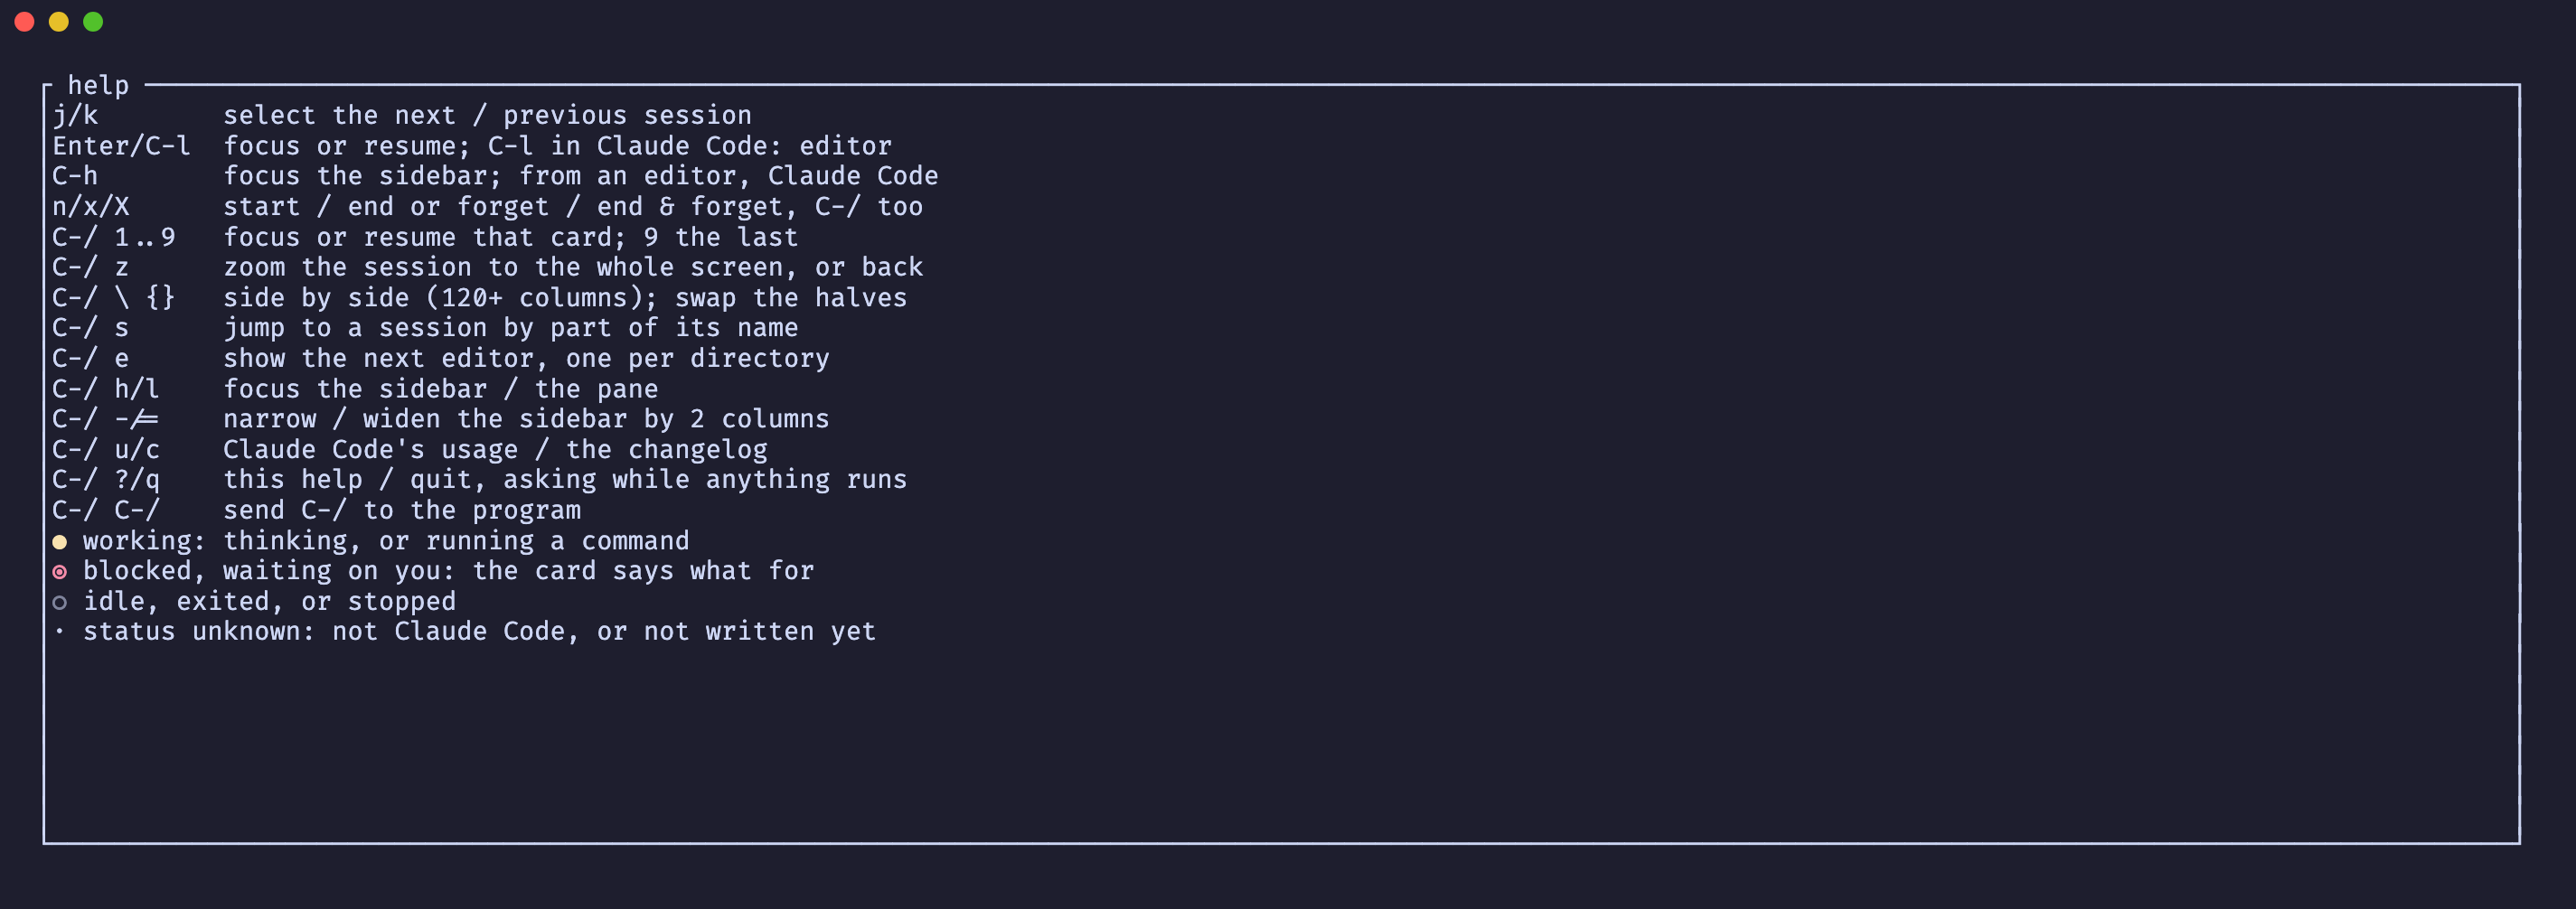 help
j/k select the next / previous session
Enter/C-l focus or resume; C-l in Claude Code: editor
C-h focus the sidebar; from an editor, Claude Code
n/x/X start / end or forget / end & forget, C-/ too
C-/ 1..9 focus or resume that card; 9 the last
C-/ z zoom the session to the whole screen, or back
C-/ \ {} side by side (120+ columns); swap the halves
C-/ s jump to a session by part of its name
C-/ e show the next editor, one per directory
C-/ h/l focus the sidebar / the pane
C-/ -/= narrow / widen the sidebar by 2 columns
C-/ u/c Claude Code's usage / the changelog
C-/ ?/q this help / quit, asking while anything runs
C-/ C-/ send C-/ to the program
● working: thinking, or running a command
◉ blocked, waiting on you: the card says what for
○ idle, exited, or stopped
· status unknown: not Claude Code, or not written yet